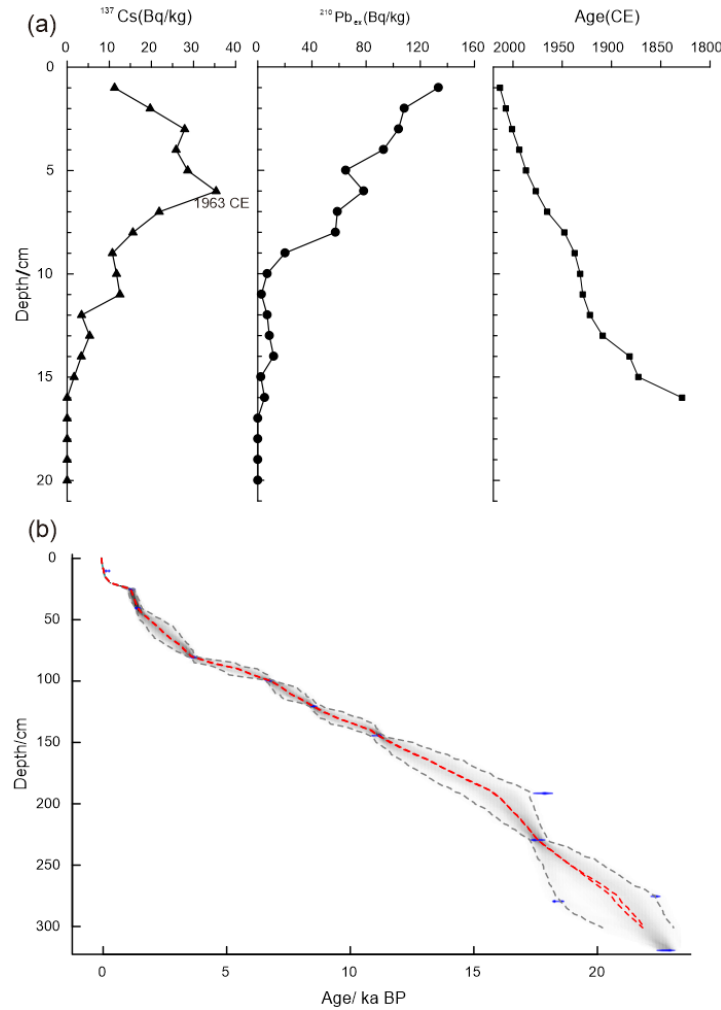 (a)
¹³⁷Cs(Bq/kg)
²¹⁰Pbₑₓ(Bq/kg)
Age(CE)
0 10 20 30 40
0 40 80 120 160
2000 1950 1900 1850 1800
0
5
10
15
20
Depth/cm
1963 CE
(b)
0
50
100
150
200
250
300
Depth/cm
0 5 10 15 20
Age/ ka BP